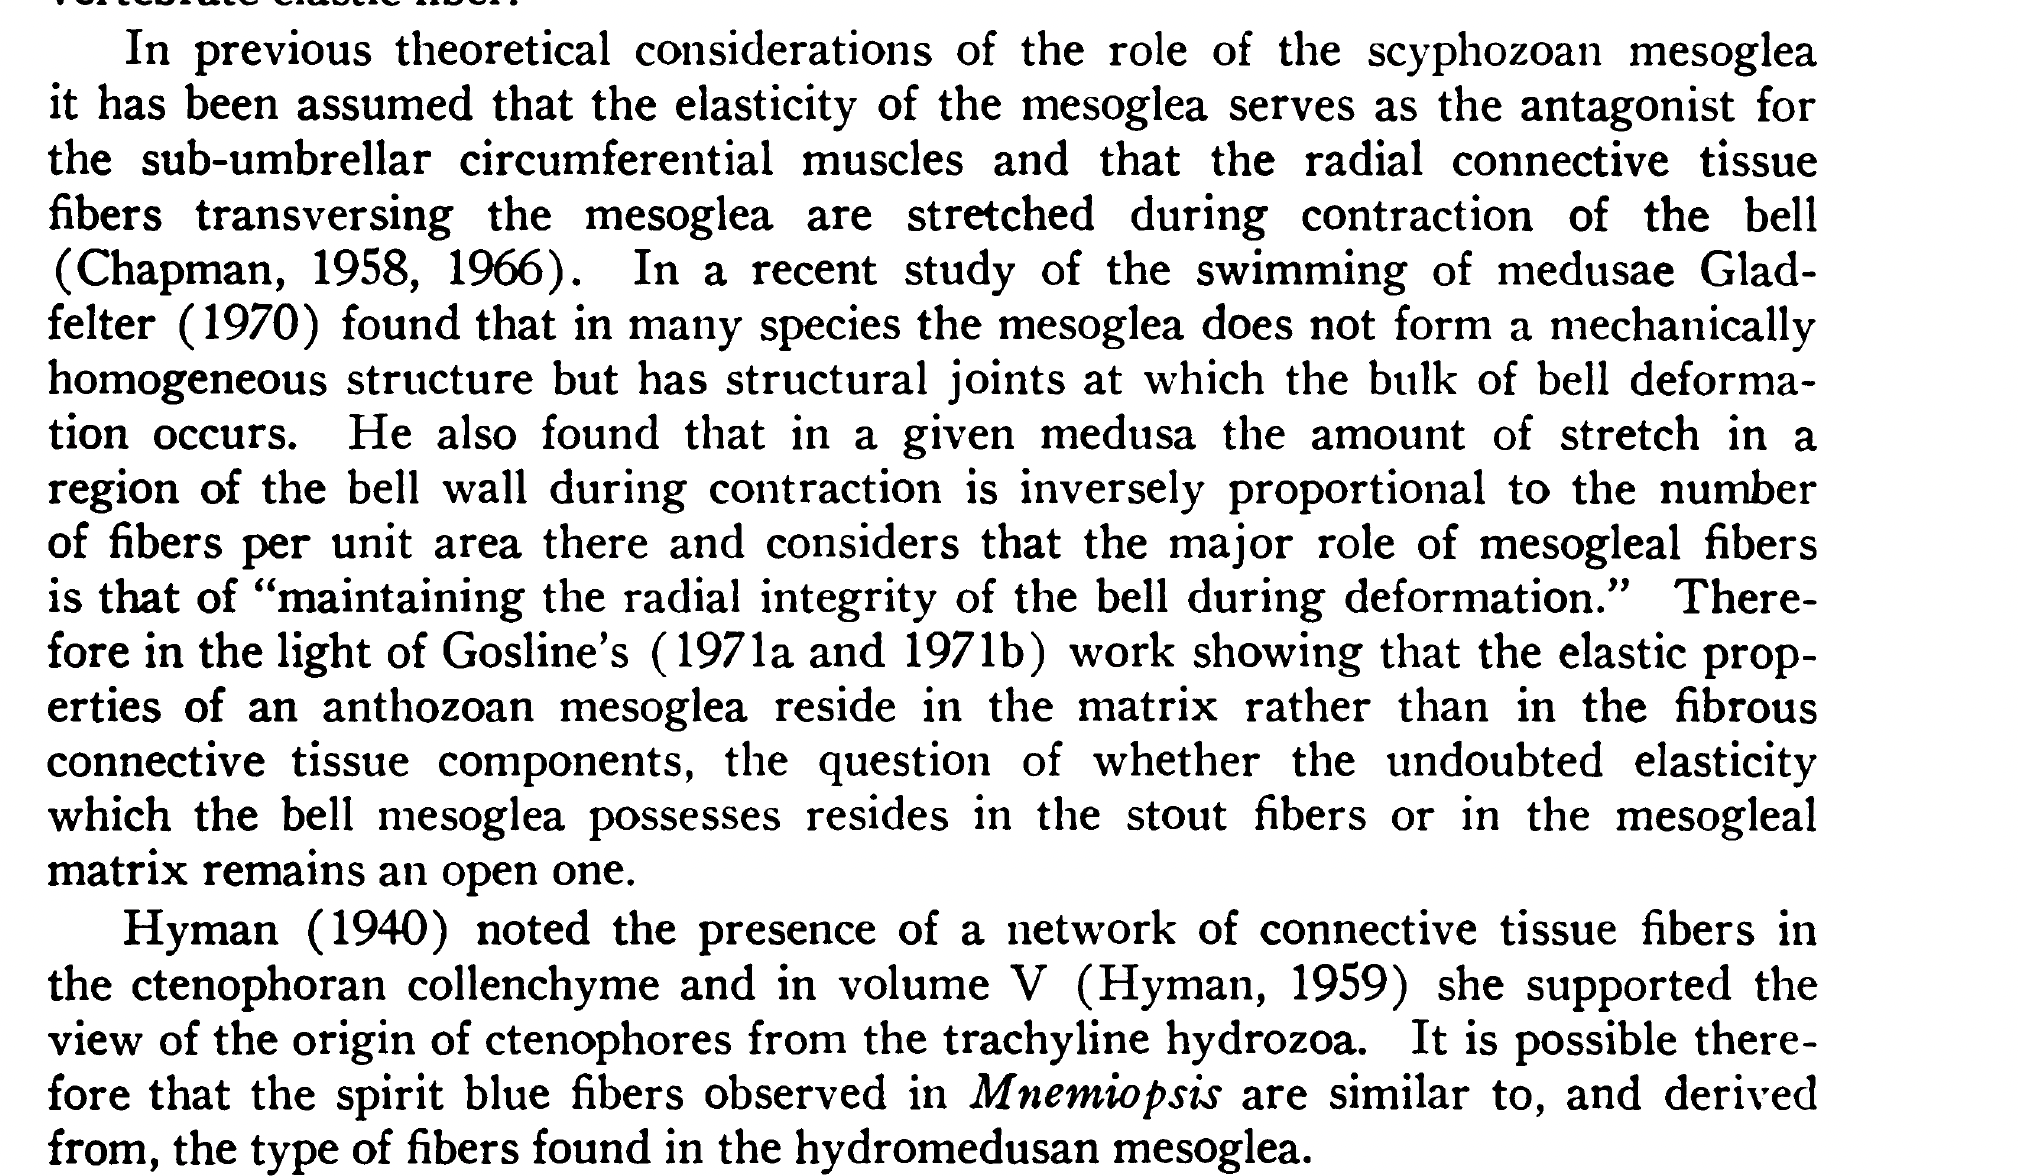 In previous theoretical considerations of the role of the scyphozoan mesoglea
it has been assumed that the elasticity of the mesoglea serves as the antagonist for
the sub-umbrellar circumferential muscles and that the radial connective tissue
fibers transversing the mesoglea are stretched during contraction of the bell
(Chapman, 1958, 1966). In a recent study of the swimming of medusae Glad-
felter (1970) found that in many species the mesoglea does not form a mechanically
homogeneous structure but has structural joints at which the bulk of bell deforma-
tion occurs. He also found that in a given medusa the amount of stretch in a
region of the bell wall during contraction is inversely proportional to the number
of fibers per unit area there and considers that the major role of mesogleal fibers
is that of “maintaining the radial integrity of the bell during deformation.” There-
fore in the light of Gosline’s (1971a and 1971b) work showing that the elastic prop-
erties of an anthozoan mesoglea reside in the matrix rather than in the fibrous
connective tissue components, the question of whether the undoubted elasticity
which the bell mesoglea possesses resides in the stout fibers or in the mesogleal
matrix remains an open one.
Hyman (1940) noted the presence of a network of connective tissue fibers in
the ctenophoran collenchyme and in volume V (Hyman, 1959) she supported the
view of the origin of ctenophores from the trachyline hydrozoa. It is possible there-
fore that the spirit blue fibers observed in Mnemiopsis are similar to, and derived
from, the type of fibers found in the hydromedusan mesoglea.